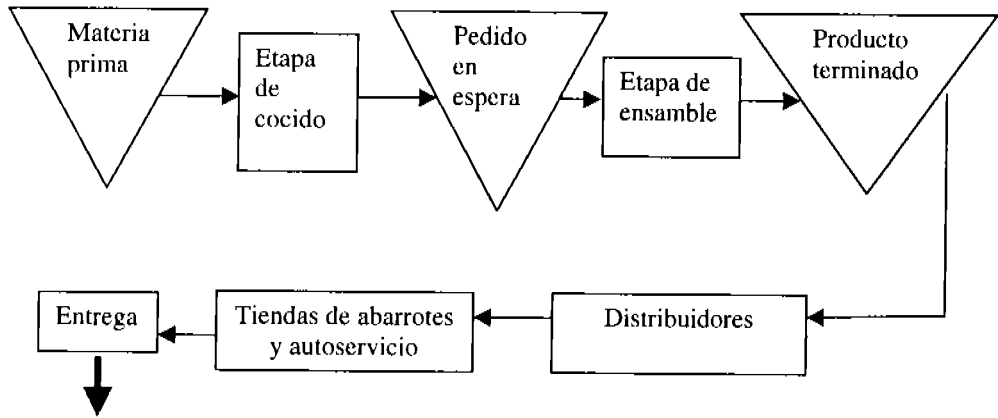 Materia
prima
Etapa
de
cocido
Pedido
en
espera
Etapa de
ensamble
Producto
terminado
Entrega
Tiendas de abarrotes
y autoservicio
Distribuidores